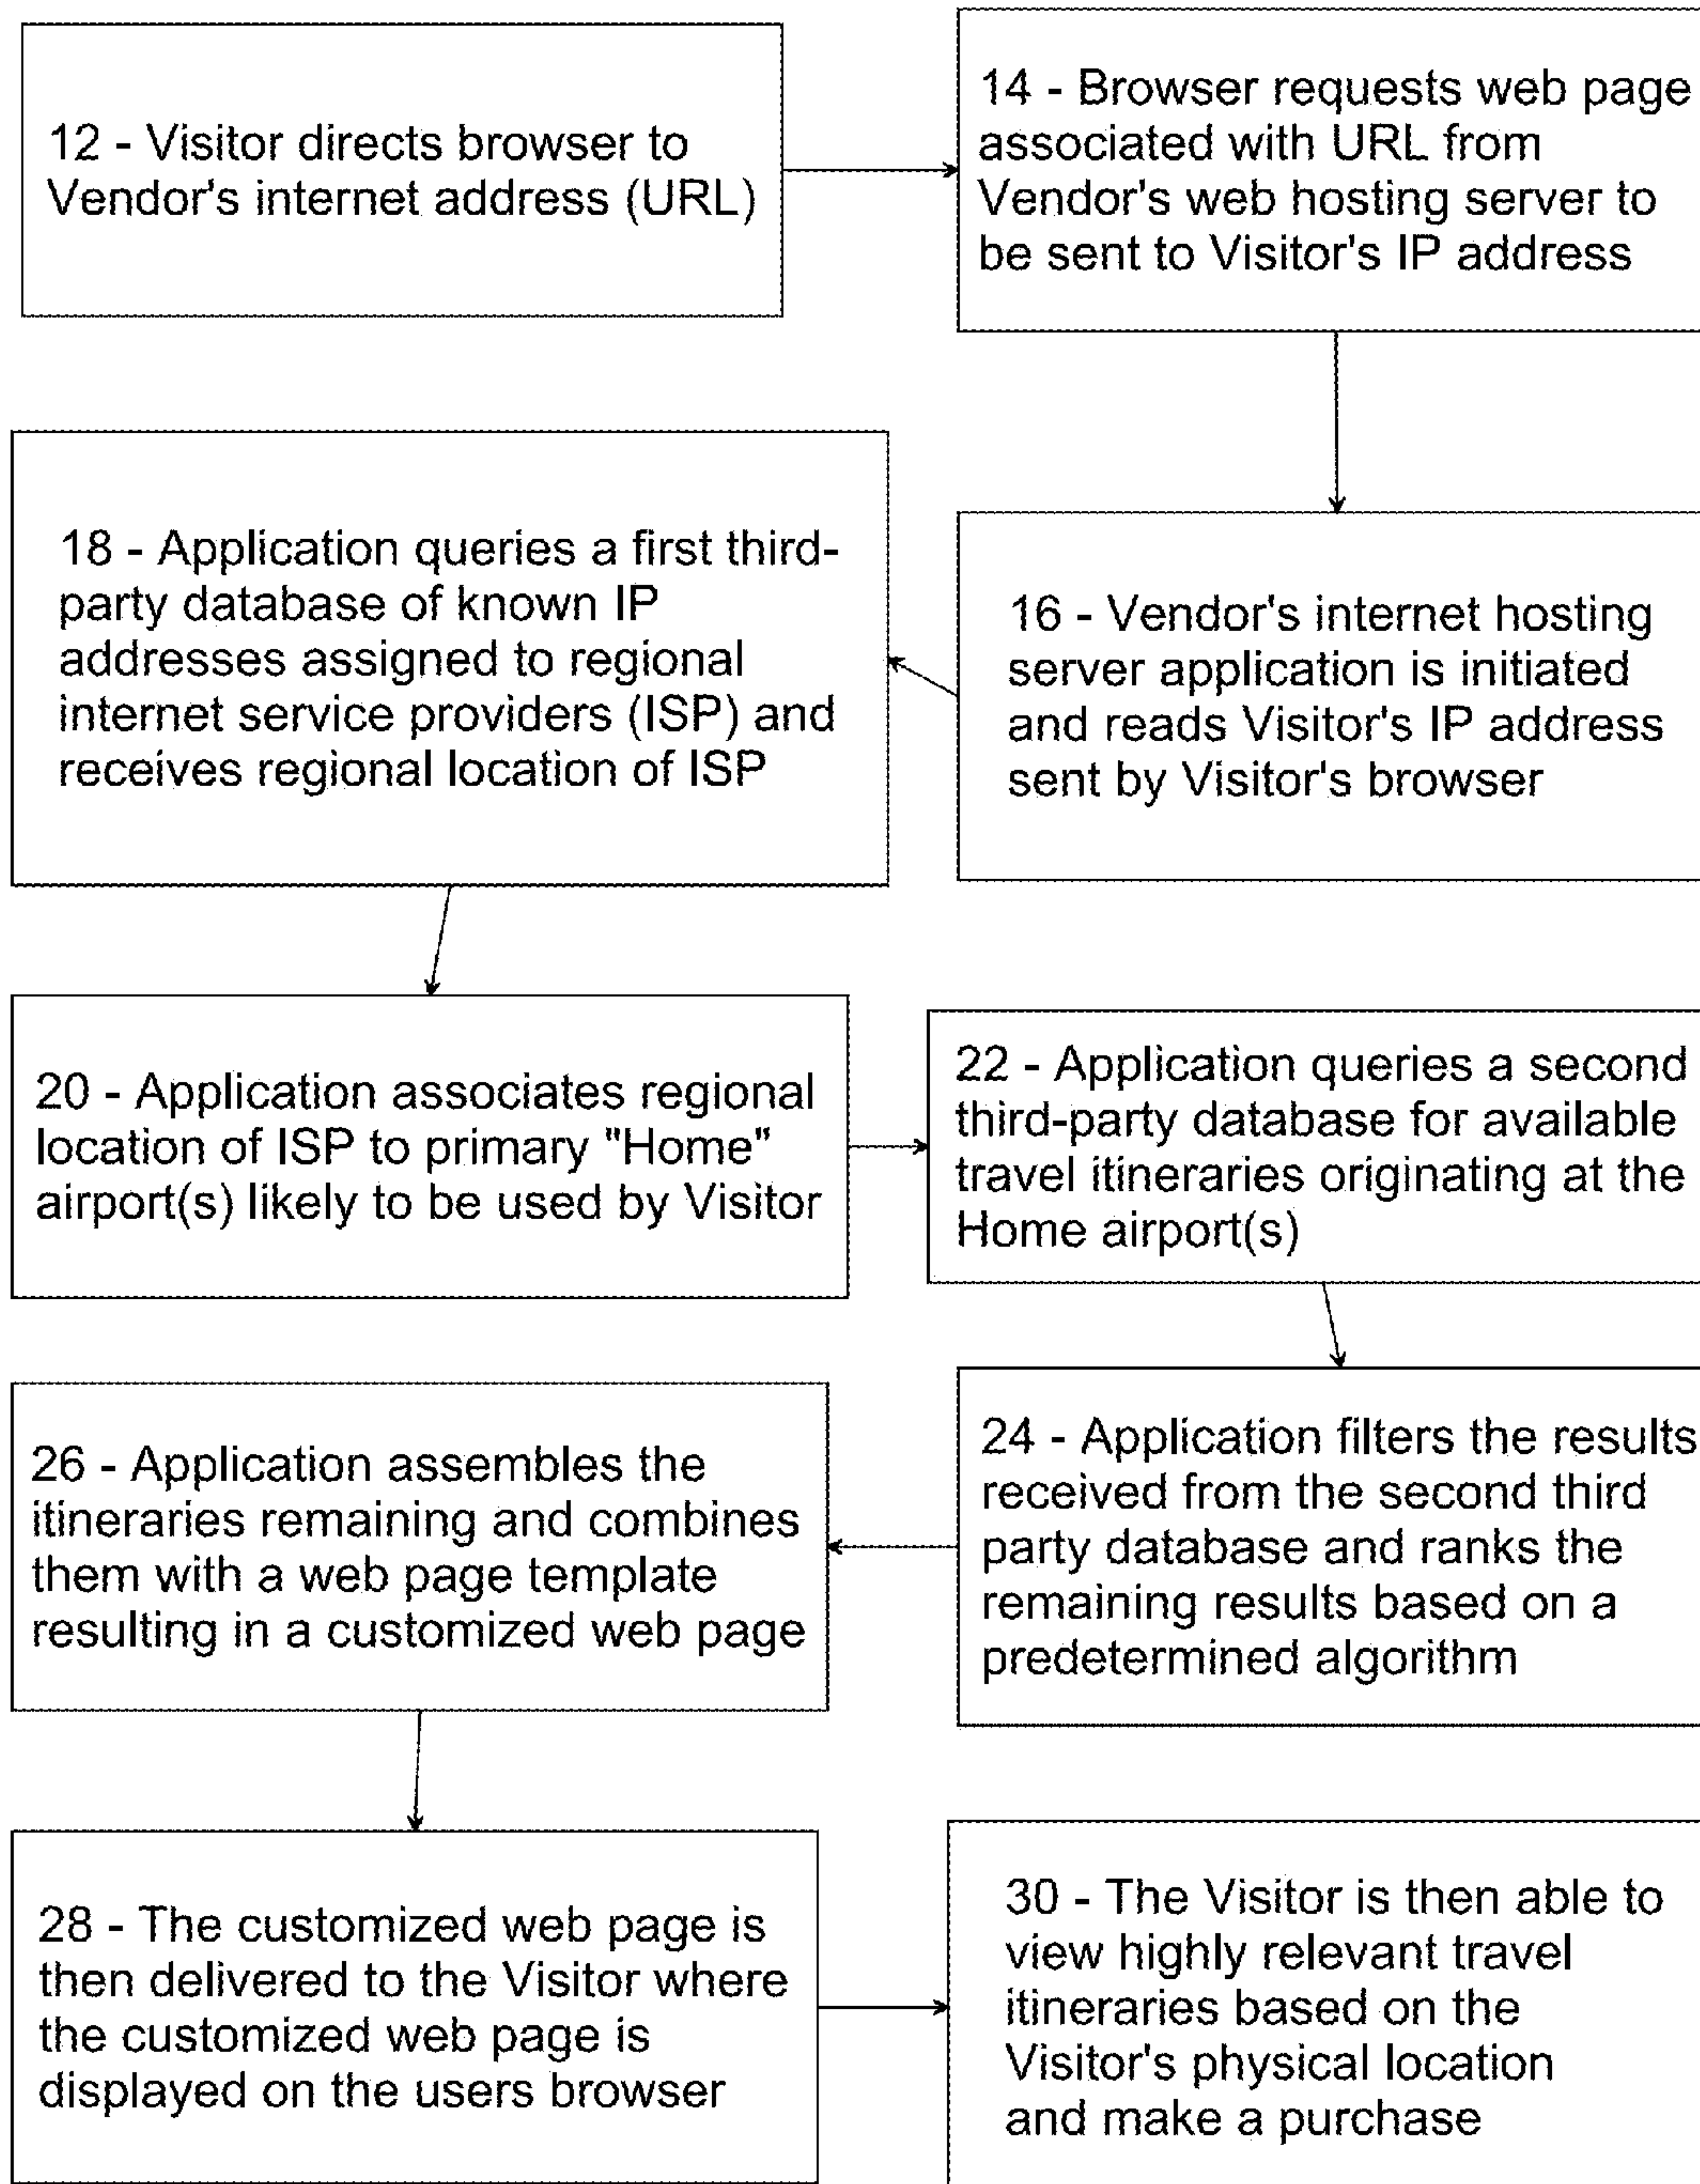 12 - Visitor directs browser to
Vendor's internet address (URL)
14 - Browser requests web page
associated with URL from
Vendor's web hosting server to
be sent to Visitor's IP address
16 - Vendor's internet hosting
server application is initiated
and reads Visitor's IP address
sent by Visitor's browser
18 - Application queries a first third-
party database of known IP
addresses assigned to regional
internet service providers (ISP) and
receives regional location of ISP
20 - Application associates regional
location of ISP to primary "Home"
airport(s) likely to be used by Visitor
22 - Application queries a second
third-party database for available
travel itineraries originating at the
Home airport(s)
24 - Application filters the results
received from the second third
party database and ranks the
remaining results based on a
predetermined algorithm
26 - Application assembles the
itineraries remaining and combines
them with a web page template
resulting in a customized web page
28 - The customized web page is
then delivered to the Visitor where
the customized web page is
displayed on the users browser
30 - The Visitor is then able to
view highly relevant travel
itineraries based on the
Visitor's physical location
and make a purchase